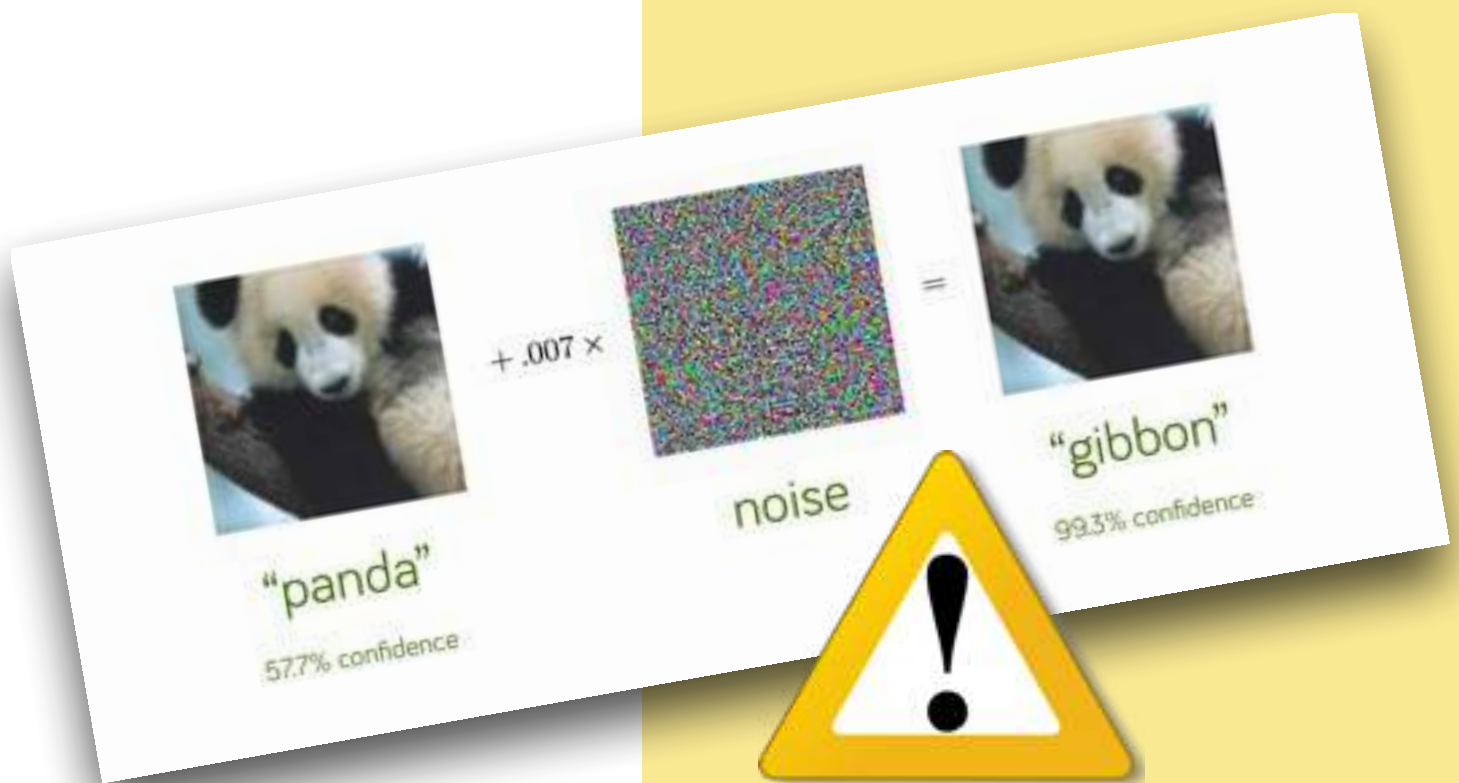 + .007 ×
=
“panda”
noise
“gibbon”
57.7% confidence
99.3% confidence
!